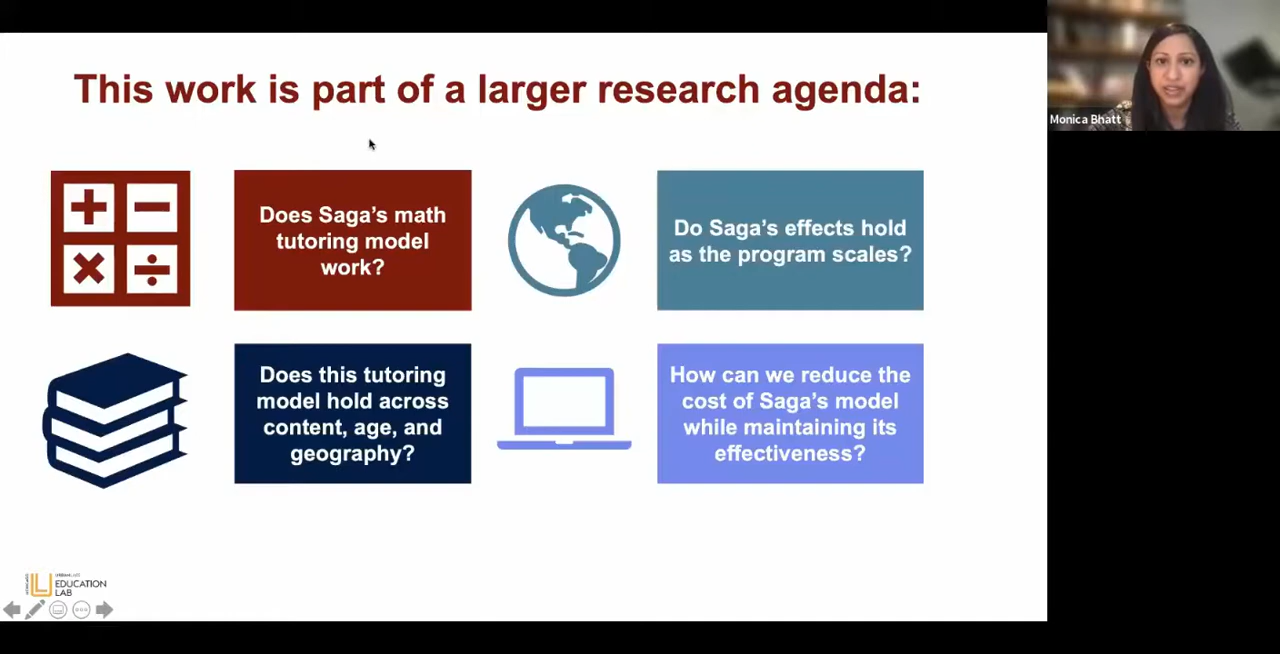 This work is part of a larger research agenda:
Monica Bhatt
Does Saga's math
tutoring model
work?
Do Saga's effects hold
as the program scales?
Does this tutoring
model hold across
content, age, and
geography?
How can we reduce the
cost of Saga's model
while maintaining its
effectiveness?
EDUCATION
LAB